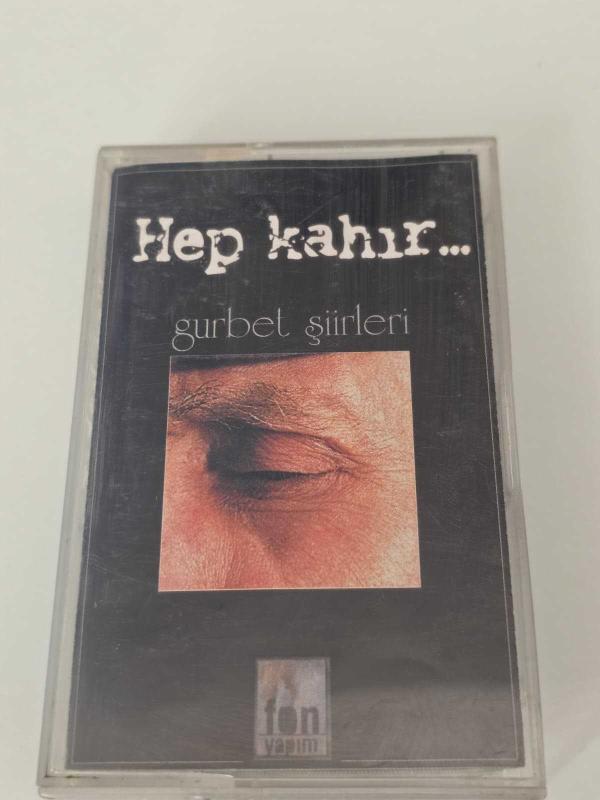 Hep kahır...
gurbet şiirleri
fon
yapım